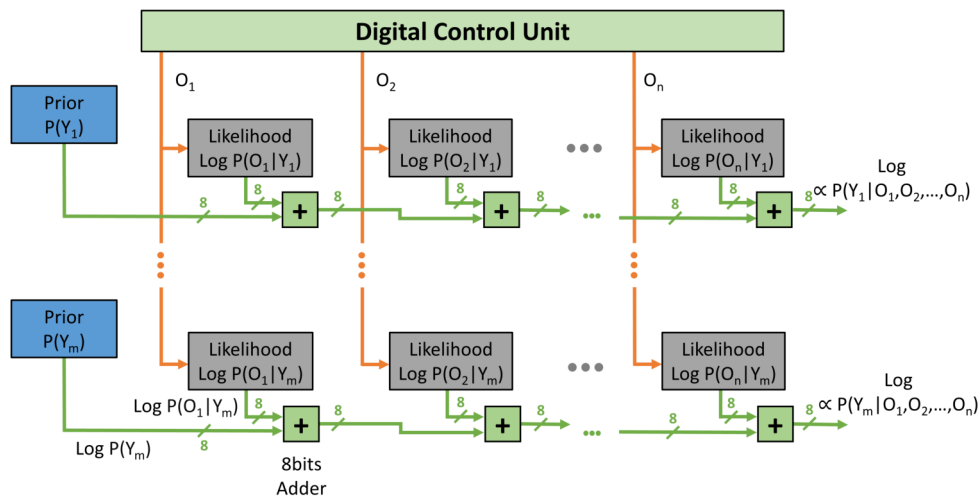 Digital Control Unit
O₁
O₂
Oₙ
Prior
P(Y₁)
Likelihood
Log P(O₁|Y₁)
Likelihood
Log P(O₂|Y₁)
Likelihood
Log P(Oₙ|Y₁)
Log
∝ P(Y₁|O₁,O₂,...,Oₙ)
8
8
8
8
+
8
+
8
...
8
+
8
8
Prior
P(Yₘ)
Likelihood
Log P(O₁|Yₘ)
Likelihood
Log P(O₂|Yₘ)
Likelihood
Log P(Oₙ|Yₘ)
Log
∝ P(Yₘ|O₁,O₂,...,Oₙ)
Log P(O₁|Yₘ)
8
8
8
+
8
+
8
...
8
+
8
Log P(Yₘ)
8
8bits
Adder